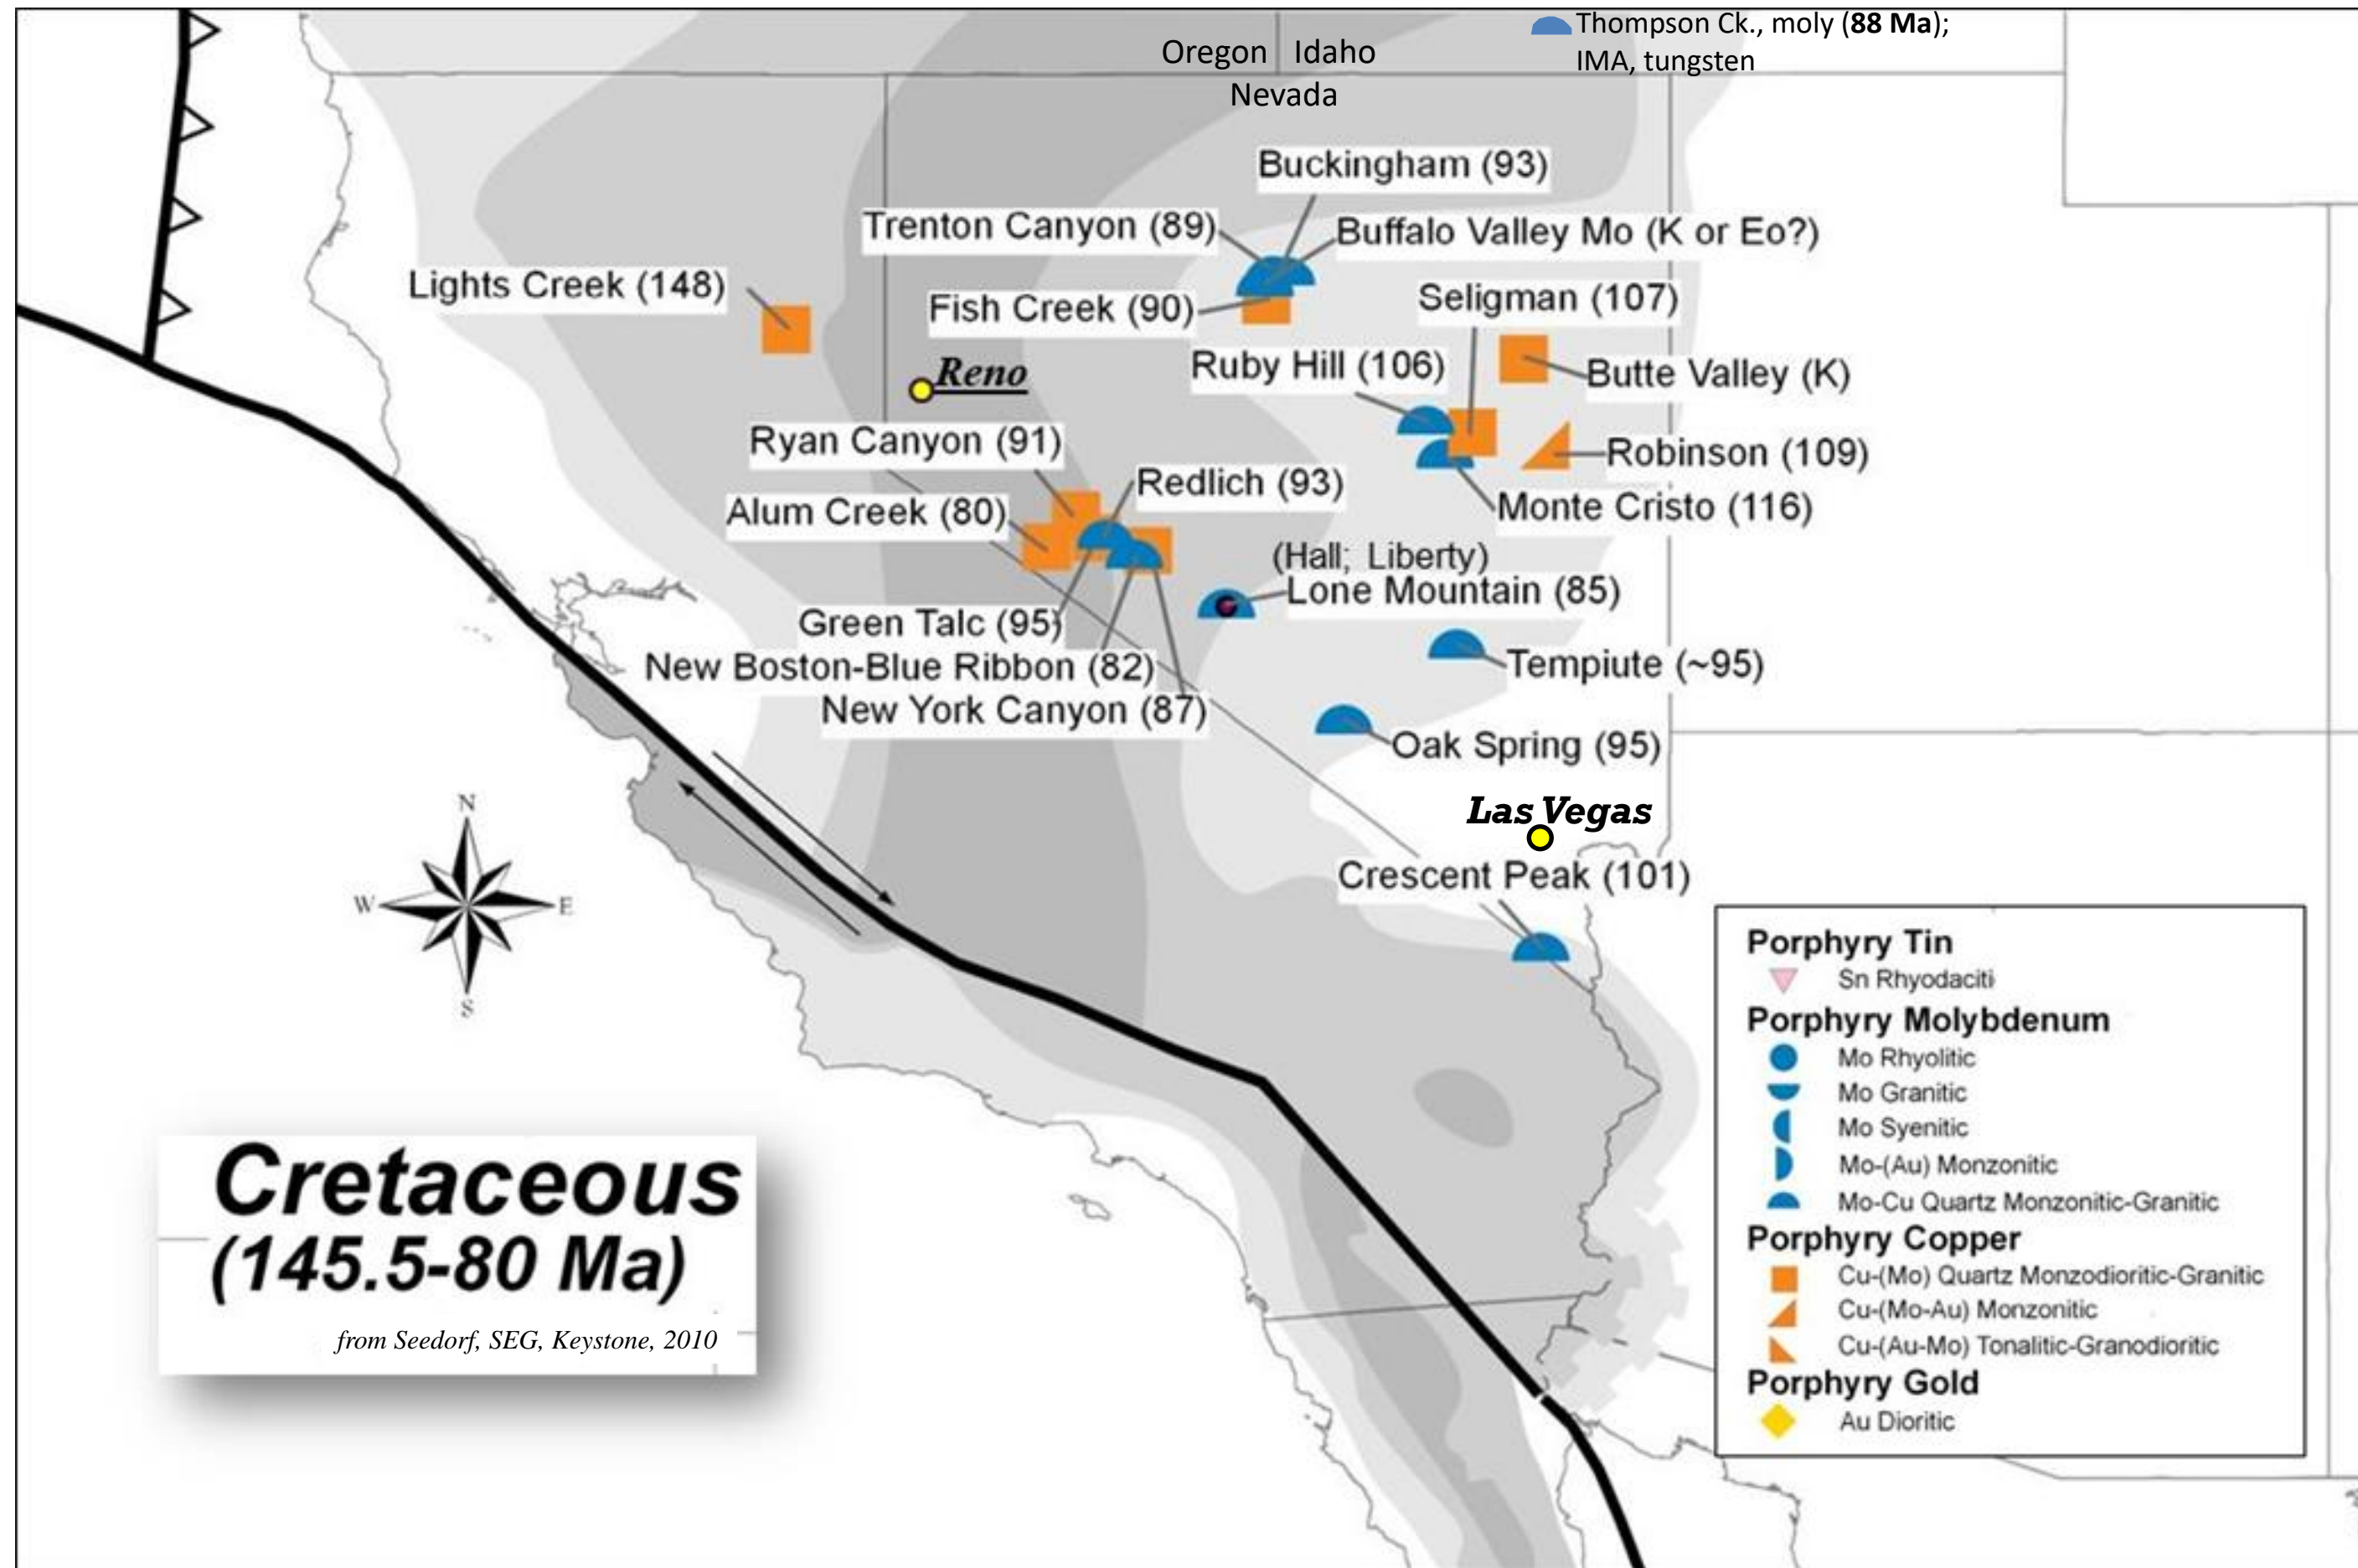 Thompson Ck., moly (88 Ma);
IMA, tungsten
Oregon Idaho
Nevada
Buckingham (93)
Trenton Canyon (89)
Buffalo Valley Mo (K or Eo?)
Lights Creek (148)
Fish Creek (90)
Seligman (107)
Ruby Hill (106)
Butte Valley (K)
Reno
Ryan Canyon (91)
Robinson (109)
Redlich (93)
Alum Creek (80)
Monte Cristo (116)
(Hall; Liberty)
Lone Mountain (85)
Green Talc (95)
New Boston-Blue Ribbon (82)
Tempiute (~95)
New York Canyon (87)
Oak Spring (95)
Las Vegas
Crescent Peak (101)
N
W E
S
Cretaceous
(145.5-80 Ma)
from Seedorf, SEG, Keystone, 2010
Porphyry Tin
Sn Rhyodaciti
Porphyry Molybdenum
Mo Rhyolitic
Mo Granitic
Mo Syenitic
Mo-(Au) Monzonitic
Mo-Cu Quartz Monzonitic-Granitic
Porphyry Copper
Cu-(Mo) Quartz Monzodioritic-Granitic
Cu-(Mo-Au) Monzonitic
Cu-(Au-Mo) Tonalitic-Granodioritic
Porphyry Gold
Au Dioritic